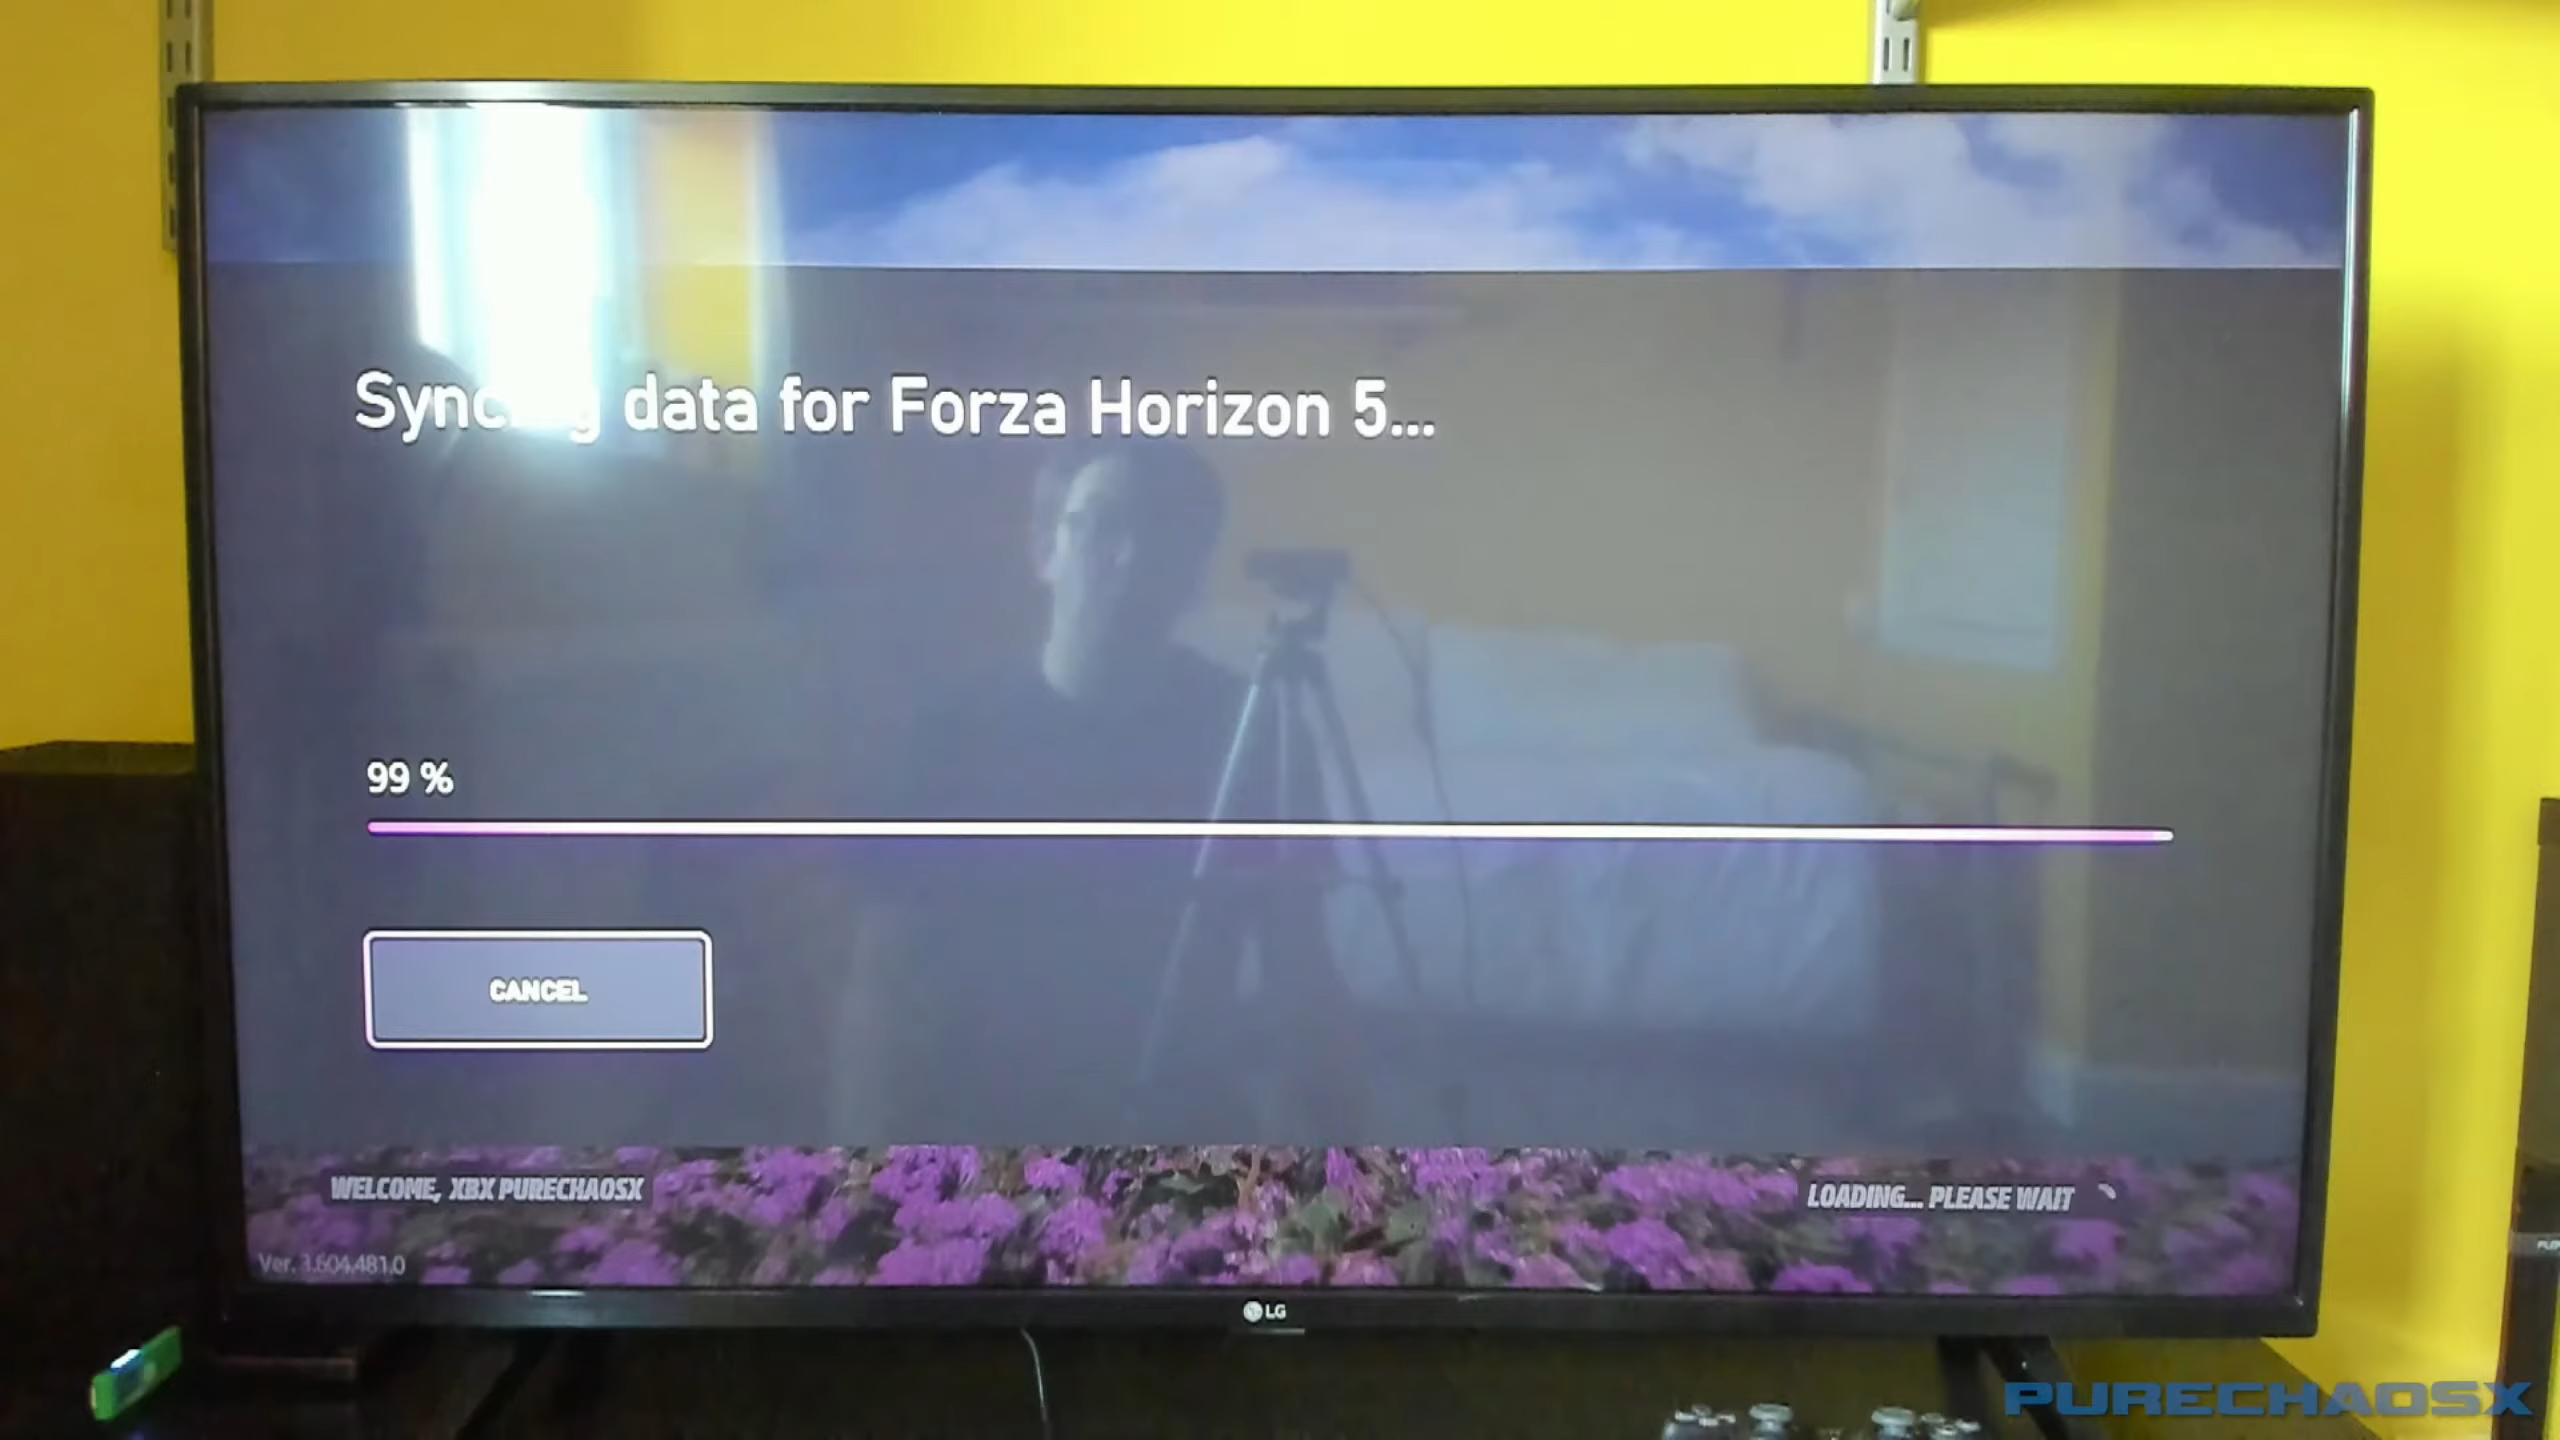 Syncing data for Forza Horizon 5...
99 %
CANCEL
WELCOME, XBX PURECHAOSX
LOADING... PLEASE WAIT
Ver. 3.604.481.0
LG
PURECHAOSX